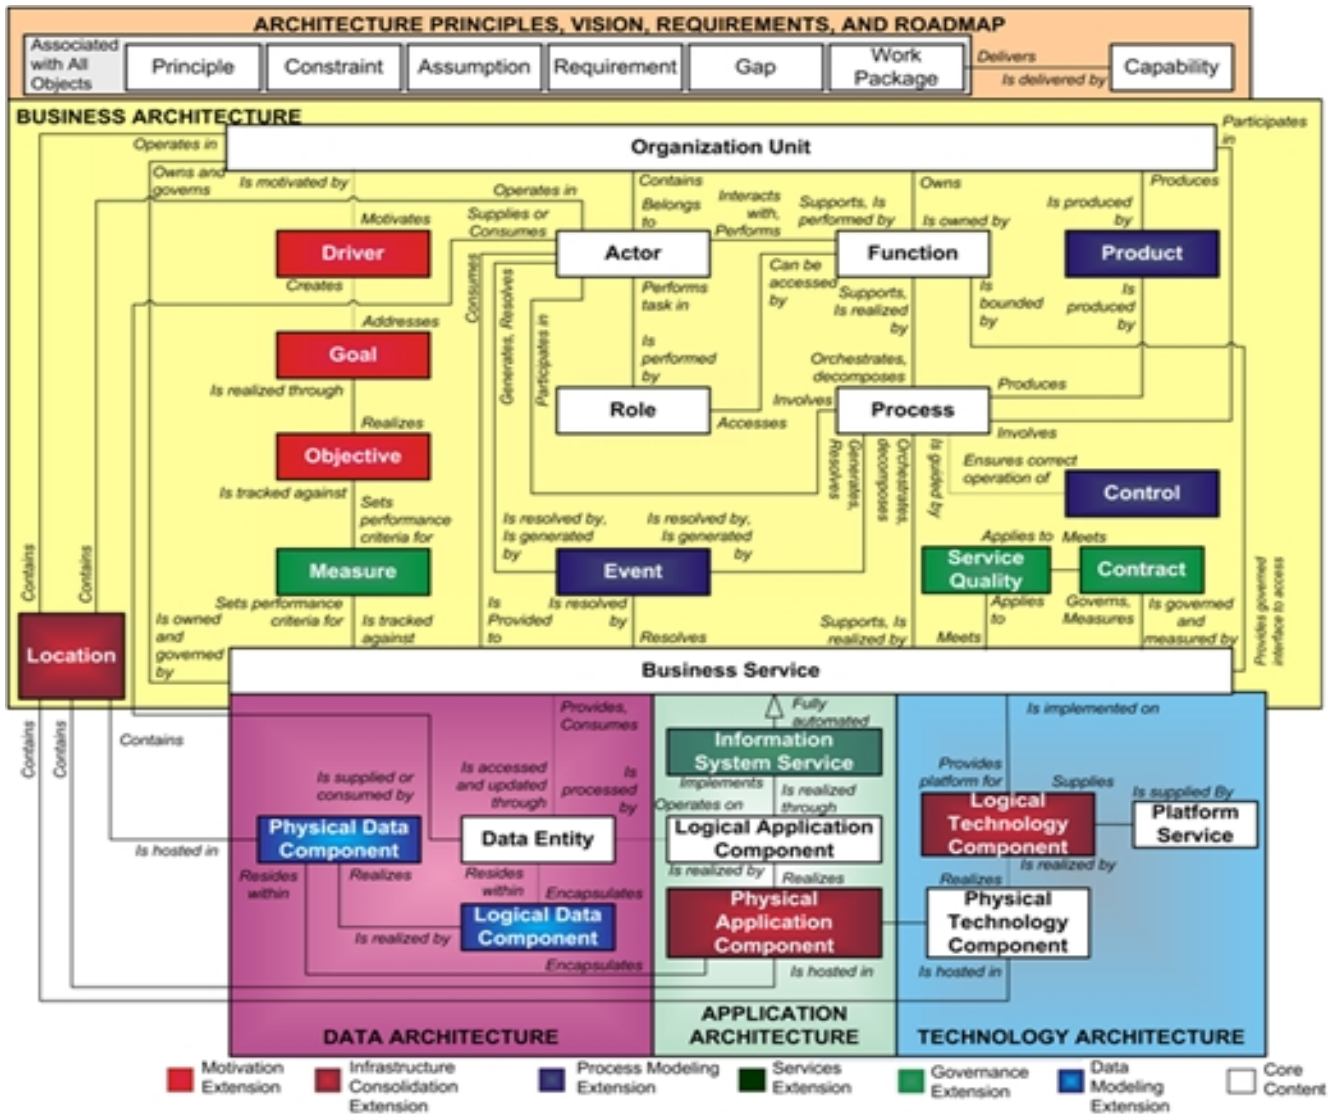 ARCHITECTURE PRINCIPLES, VISION, REQUIREMENTS, AND ROADMAP
Associated
with All
Objects
Principle
Constraint
Assumption
Requirement
Gap
Work
Package
Delivers
Is delivered by
Capability
BUSINESS ARCHITECTURE
Operates in
Organization Unit
Participates
in
Owns and
governs
Is motivated by
Operates in
Contains
Belongs
to
Interacts
with,
Performs
Supports, Is
performed by
Owns
Is owned by
Is produced
by
Produces
Motivates
Supplies or
Consumes
Driver
Actor
Function
Product
Creates
Consumes
Generates, Resolves
Participates in
Performs
task in
Can be
accessed
by
Supports,
Is realized
by
Is
bounded
by
Is
produced
by
Addresses
Goal
Is realized through
Is
performed
by
Orchestrates,
decomposes
Produces
Realizes
Role
Accesses
Involves
Process
Involves
Objective
Is tracked against
Sets
performance
criteria for
Generates,
Resolves
Orchestrates,
decomposes
Is guided by
Ensures correct
operation of
Control
Is resolved by,
Is generated
by
Is resolved by,
Is generated
by
Applies to
Meets
Measure
Event
Service
Quality
Contract
Contains
Contains
Sets performance
criteria for
Is tracked
against
Is
Provided
to
Is resolved
by
Resolves
Supports, Is
realized by
Meets
Applies
to
Governs,
Measures
Is governed
and
measured by
Provides governed
interface to access
Location
Is owned
and
governed
by
Business Service
Contains
Contains
Contains
Provides,
Consumes
Fully
automated
Is implemented on
Information
System Service
Is supplied or
consumed by
Is accessed
and updated
through
Is
processed
by
Implements
Is realized
through
Operates on
Provides
platform for
Supplies
Is supplied By
Physical Data
Component
Data Entity
Logical Application
Component
Logical
Technology
Component
Platform
Service
Is hosted in
Resides
within
Realizes
Resides
within
Encapsulates
Is realized by
Realizes
Is realized by
Realizes
Logical Data
Component
Is realized by
Physical
Application
Component
Physical
Technology
Component
Encapsulates
Is hosted in
Is hosted in
DATA ARCHITECTURE
APPLICATION
ARCHITECTURE
TECHNOLOGY ARCHITECTURE
Motivation
Extension
Infrastructure
Consolidation
Extension
Process Modeling
Extension
Services
Extension
Governance
Extension
Data
Modeling
Extension
Core
Content